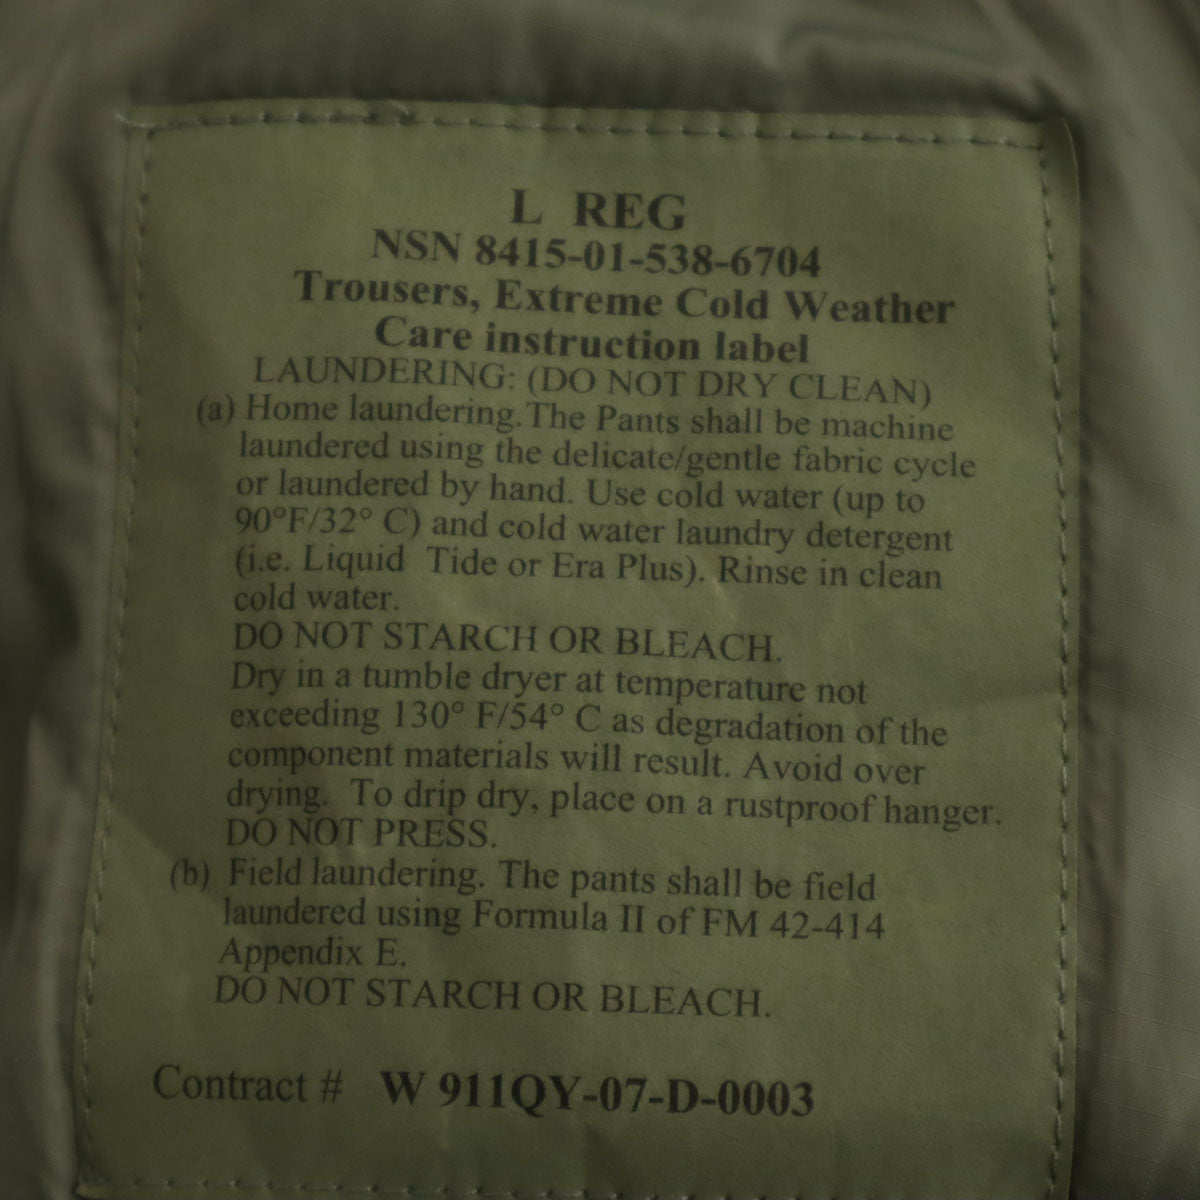 L REG
NSN 8415-01-538-6704
Trousers, Extreme Cold Weather
Care instruction label
LAUNDERING: (DO NOT DRY CLEAN)
(a) Home laundering. The Pants shall be machine
laundered using the delicate/gentle fabric cycle
or laundered by hand. Use cold water (up to
90°F/32° C) and cold water laundry detergent
(i.e. Liquid Tide or Era Plus). Rinse in clean
cold water.
DO NOT STARCH OR BLEACH.
Dry in a tumble dryer at temperature not
exceeding 130° F/54° C as degradation of the
component materials will result. Avoid over
drying. To drip dry, place on a rustproof hanger.
DO NOT PRESS.
(b) Field laundering. The pants shall be field
laundered using Formula II of FM 42-414
Appendix E.
DO NOT STARCH OR BLEACH.
Contract # W 911QY-07-D-0003